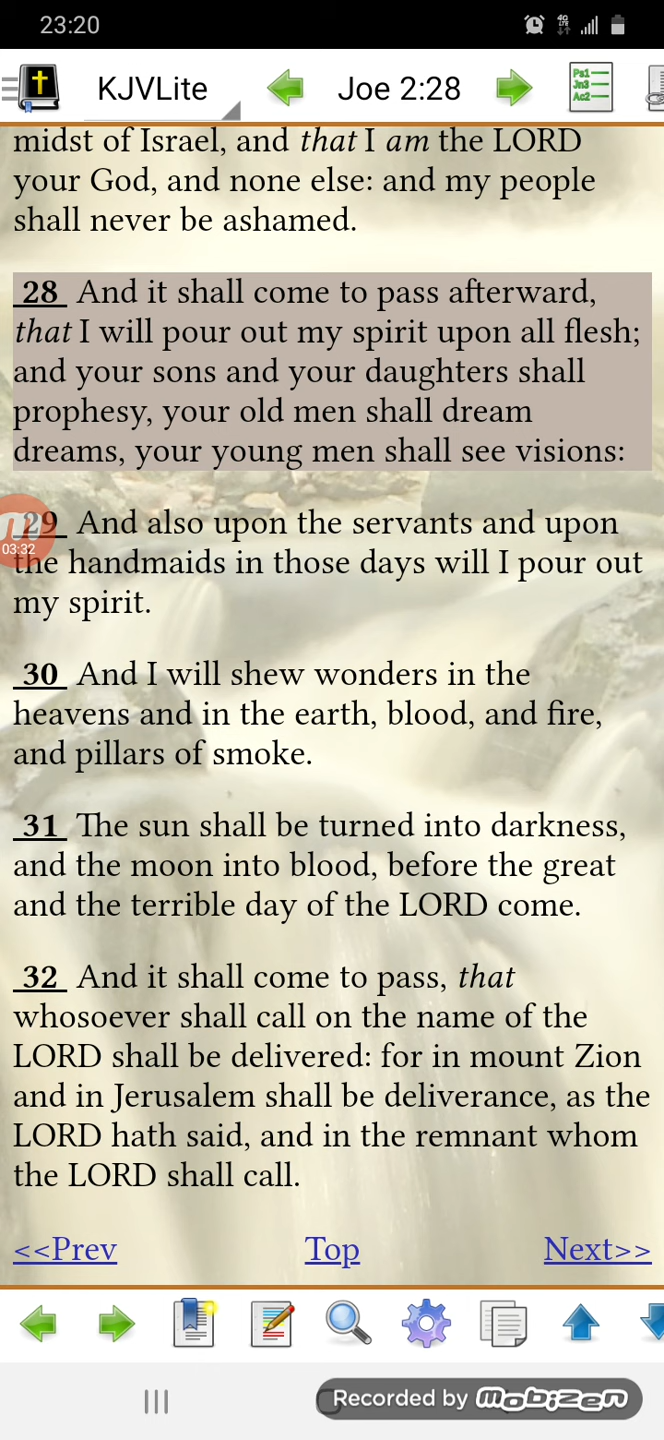 23:20
4G
LTE
KJVLite
Joe 2:28
Ps1
Jn3
Ac2
midst of Israel, and that I am the LORD
your God, and none else: and my people
shall never be ashamed.
28 And it shall come to pass afterward,
that I will pour out my spirit upon all flesh;
and your sons and your daughters shall
prophesy, your old men shall dream
dreams, your young men shall see visions:
29 And also upon the servants and upon
03:32
the handmaids in those days will I pour out
my spirit.
30 And I will shew wonders in the
heavens and in the earth, blood, and fire,
and pillars of smoke.
31 The sun shall be turned into darkness,
and the moon into blood, before the great
and the terrible day of the LORD come.
32 And it shall come to pass, that
whosoever shall call on the name of the
LORD shall be delivered: for in mount Zion
and in Jerusalem shall be deliverance, as the
LORD hath said, and in the remnant whom
the LORD shall call.
<<Prev Top Next>>
Recorded by mobizen